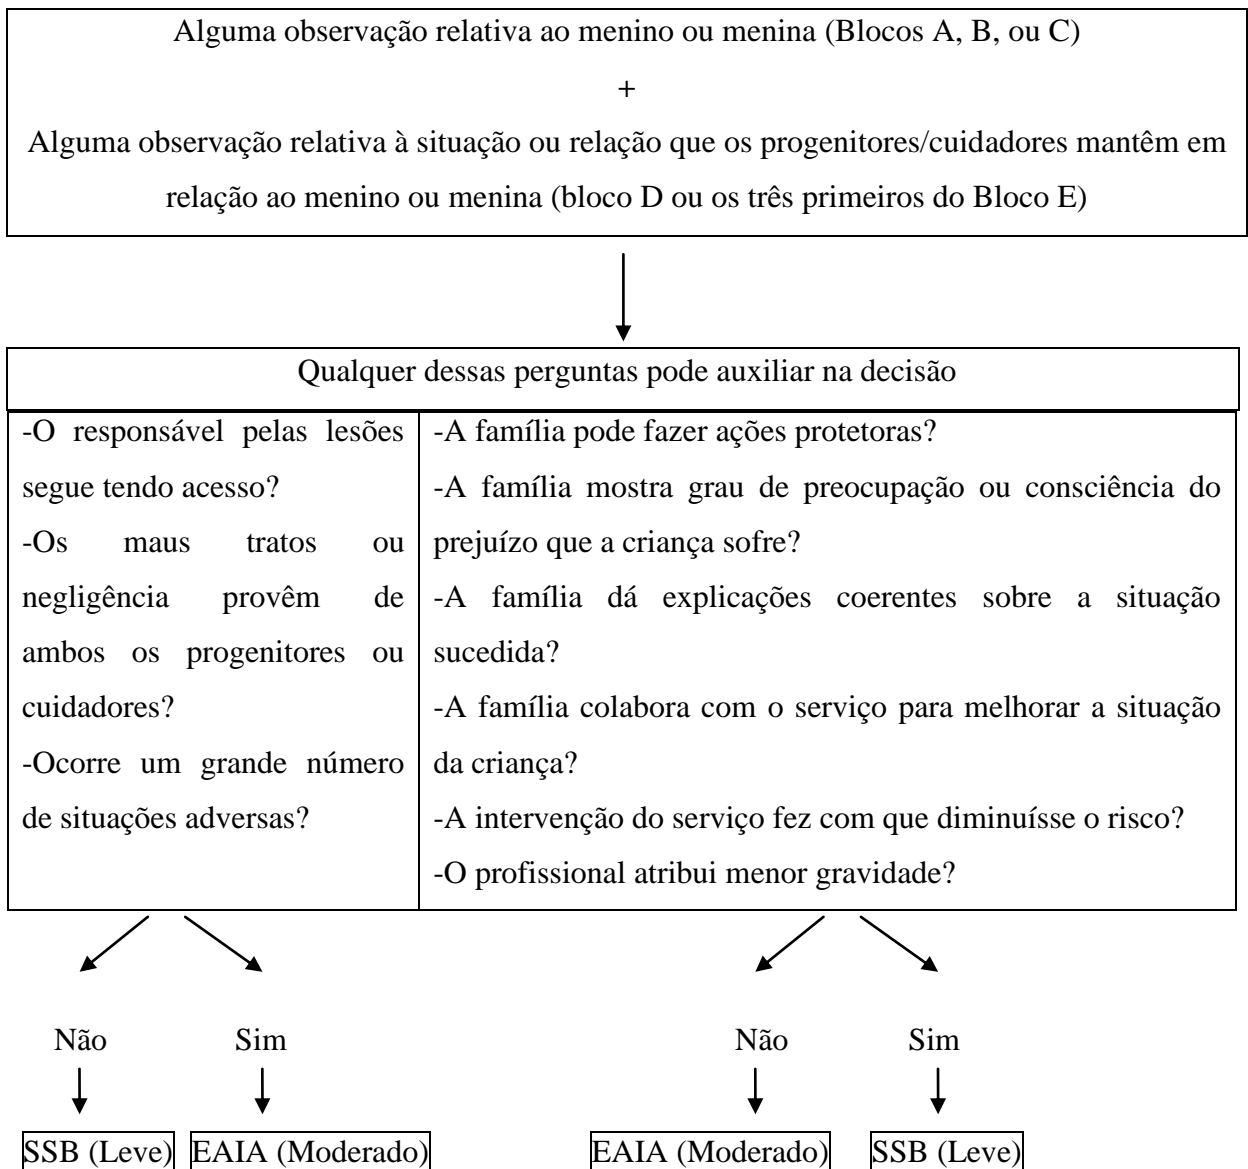 Alguma observação relativa ao menino ou menina (Blocos A, B, ou C)
+
Alguma observação relativa à situação ou relação que os progenitores/cuidadores mantêm em
relação ao menino ou menina (bloco D ou os três primeiros do Bloco E)
Qualquer dessas perguntas pode auxiliar na decisão
-O responsável pelas lesões
segue tendo acesso?
-Os maus tratos ou
negligência provêm de
ambos os progenitores ou
cuidadores?
-Ocorre um grande número
de situações adversas?
-A família pode fazer ações protetoras?
-A família mostra grau de preocupação ou consciência do
prejuízo que a criança sofre?
-A família dá explicações coerentes sobre a situação
sucedida?
-A família colabora com o serviço para melhorar a situação
da criança?
-A intervenção do serviço fez com que diminuísse o risco?
-O profissional atribui menor gravidade?
Não Sim Não Sim
SSB (Leve) EAIA (Moderado) EAIA (Moderado) SSB (Leve)